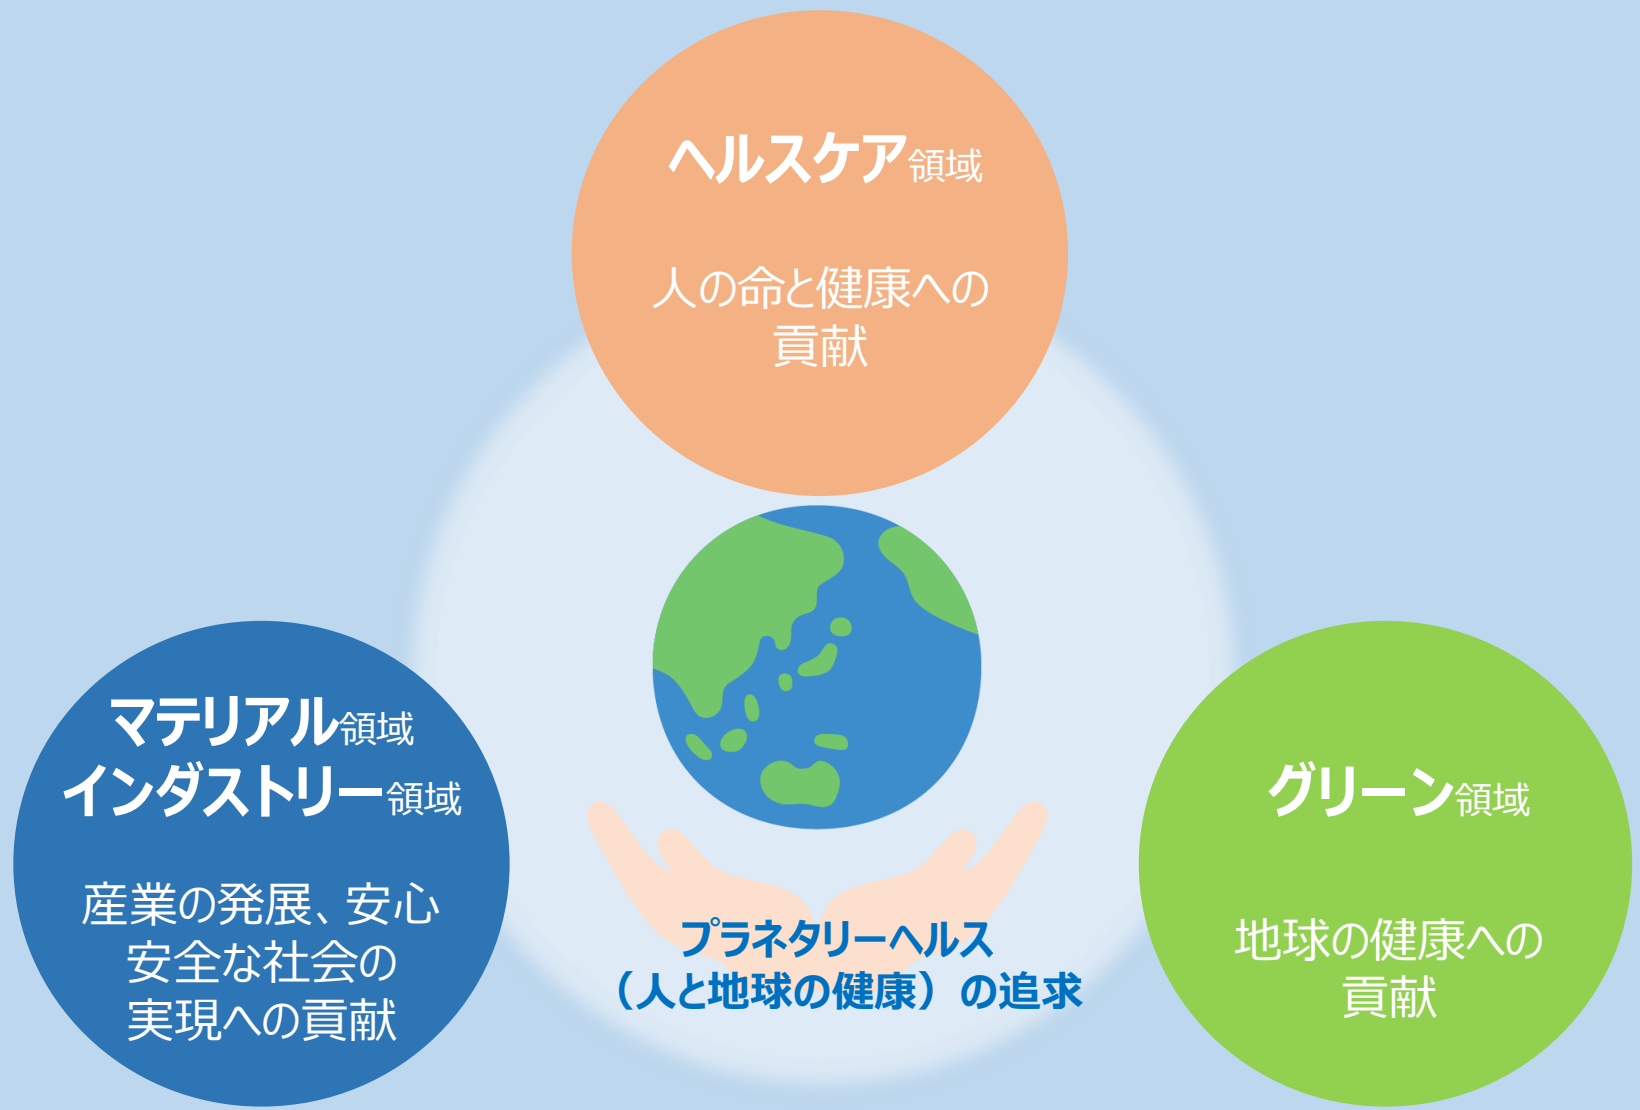 ヘルスケア領域
人の命と健康への
貢献
マテリアル領域
インダストリー領域
産業の発展、安心
安全な社会の
実現への貢献
プラネタリーヘルス
（人と地球の健康）の追求
グリーン領域
地球の健康への
貢献